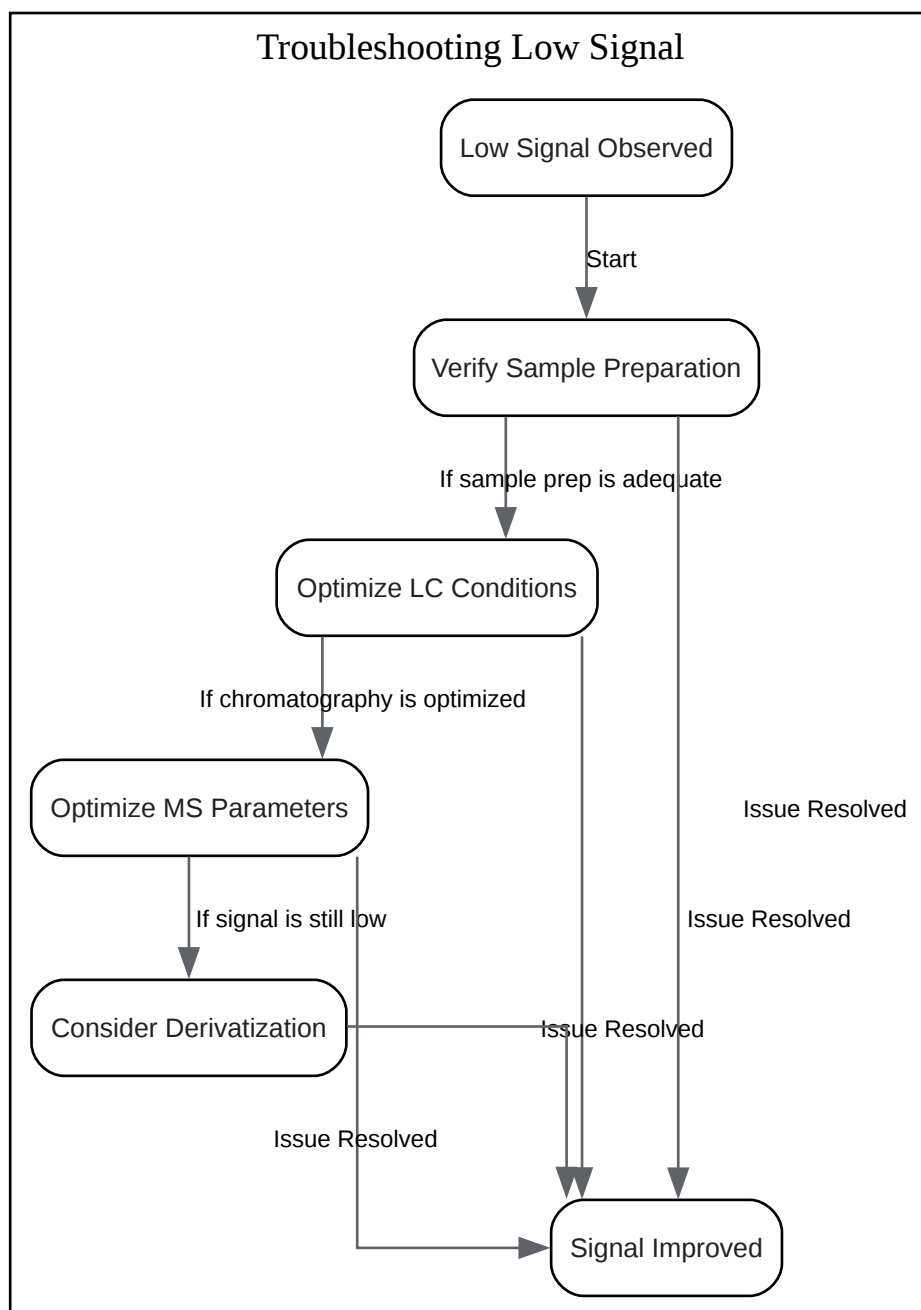 Troubleshooting Low Signal
Low Signal Observed
Start
Verify Sample Preparation
If sample prep is adequate
Optimize LC Conditions
If chromatography is optimized
Optimize MS Parameters
Issue Resolved
If signal is still low
Issue Resolved
Consider Derivatization
Issue Resolved
Issue Resolved
Signal Improved